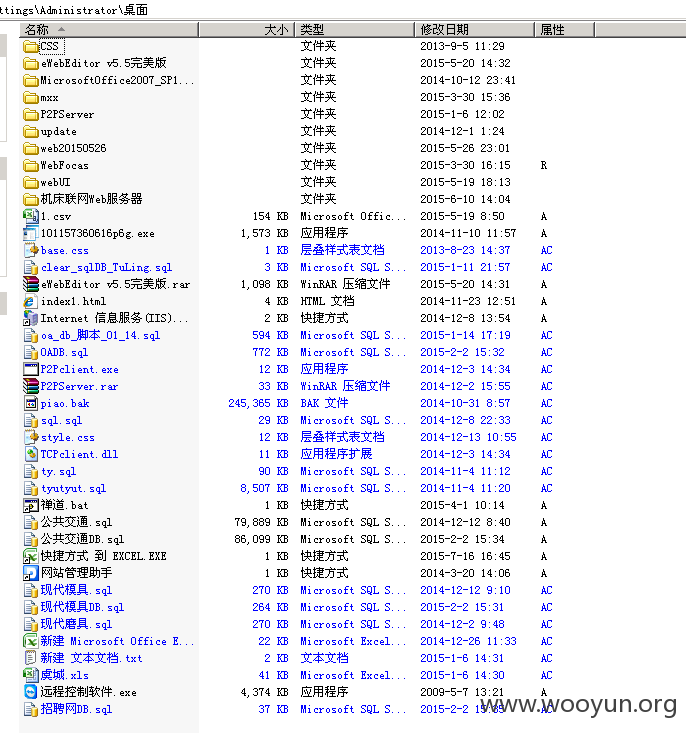 ttings\Administrator\桌面
名称 大小 类型 修改日期 属性
CSS 文件夹 2013-9-5 11:29
eWebEditor v5.5完美版 文件夹 2015-5-20 14:32
MicrosoftOffice2007_SP1... 文件夹 2014-10-12 23:41
mxx 文件夹 2015-3-30 15:36
P2PServer 文件夹 2015-1-6 12:02
update 文件夹 2014-12-1 1:24
web20150526 文件夹 2015-5-26 23:01
WebFocas 文件夹 2015-3-30 16:15 R
webUI 文件夹 2015-5-19 18:13
机床联网Web服务器 文件夹 2015-6-10 14:04
1.csv 154 KB Microsoft Offic... 2015-5-19 8:50 A
101157360616p6g.exe 1,573 KB 应用程序 2014-11-10 11:57 A
base.css 1 KB 层叠样式表文档 2013-8-23 14:37 AC
clear_sqlDB_TuLing.sql 3 KB Microsoft SQL S... 2015-1-11 21:57 AC
eWebEditor v5.5完美版.rar 1,098 KB WinRAR 压缩文件 2015-5-20 14:31 A
index1.html 4 KB HTML 文档 2014-11-23 12:51 A
Internet 信息服务(IIS)... 2 KB 快捷方式 2014-12-8 13:54 A
oa_db_脚本_01_14.sql 594 KB Microsoft SQL S... 2015-1-14 17:19 AC
OADB.sql 772 KB Microsoft SQL S... 2015-2-2 15:32 AC
P2Pclient.exe 12 KB 应用程序 2014-12-3 14:34 AC
P2PServer.rar 33 KB WinRAR 压缩文件 2014-12-2 15:55 AC
piao.bak 245,365 KB BAK 文件 2014-10-31 8:57 AC
sql.sql 29 KB Microsoft SQL S... 2014-12-8 22:33 AC
style.css 12 KB 层叠样式表文档 2014-12-13 10:55 AC
TCPclient.dll 11 KB 应用程序扩展 2014-12-3 14:34 AC
ty.sql 90 KB Microsoft SQL S... 2014-11-4 11:12 AC
tyutyut.sql 8,507 KB Microsoft SQL S... 2014-11-4 11:20 AC
禅道.bat 1 KB 快捷方式 2015-4-1 10:14 A
公共交通.sql 79,889 KB Microsoft SQL S... 2014-12-12 8:40 AC
公共交通DB.sql 86,099 KB Microsoft SQL S... 2015-2-2 15:34 AC
快捷方式 到 EXCEL.EXE 1 KB 快捷方式 2015-7-16 16:45 A
网站管理助手 1 KB 快捷方式 2014-3-20 14:06 A
现代模具.sql 270 KB Microsoft SQL S... 2014-12-12 9:10 AC
现代模具DB.sql 264 KB Microsoft SQL S... 2015-2-2 15:31 AC
现代磨具.sql 270 KB Microsoft SQL S... 2014-12-2 9:48 AC
新建 Microsoft Office E... 22 KB Microsoft Excel... 2014-12-26 11:33 AC
新建 文本文档.txt 2 KB 文本文档 2015-1-6 14:31 AC
虞城.xls 41 KB Microsoft Excel... 2015-1-6 14:30 AC
远程控制软件.exe 4,374 KB 应用程序 2009-5-7 13:21 A
招聘网DB.sql 37 KB Microsoft SQL S... 2015-2-2 AC
www.wooyun.org